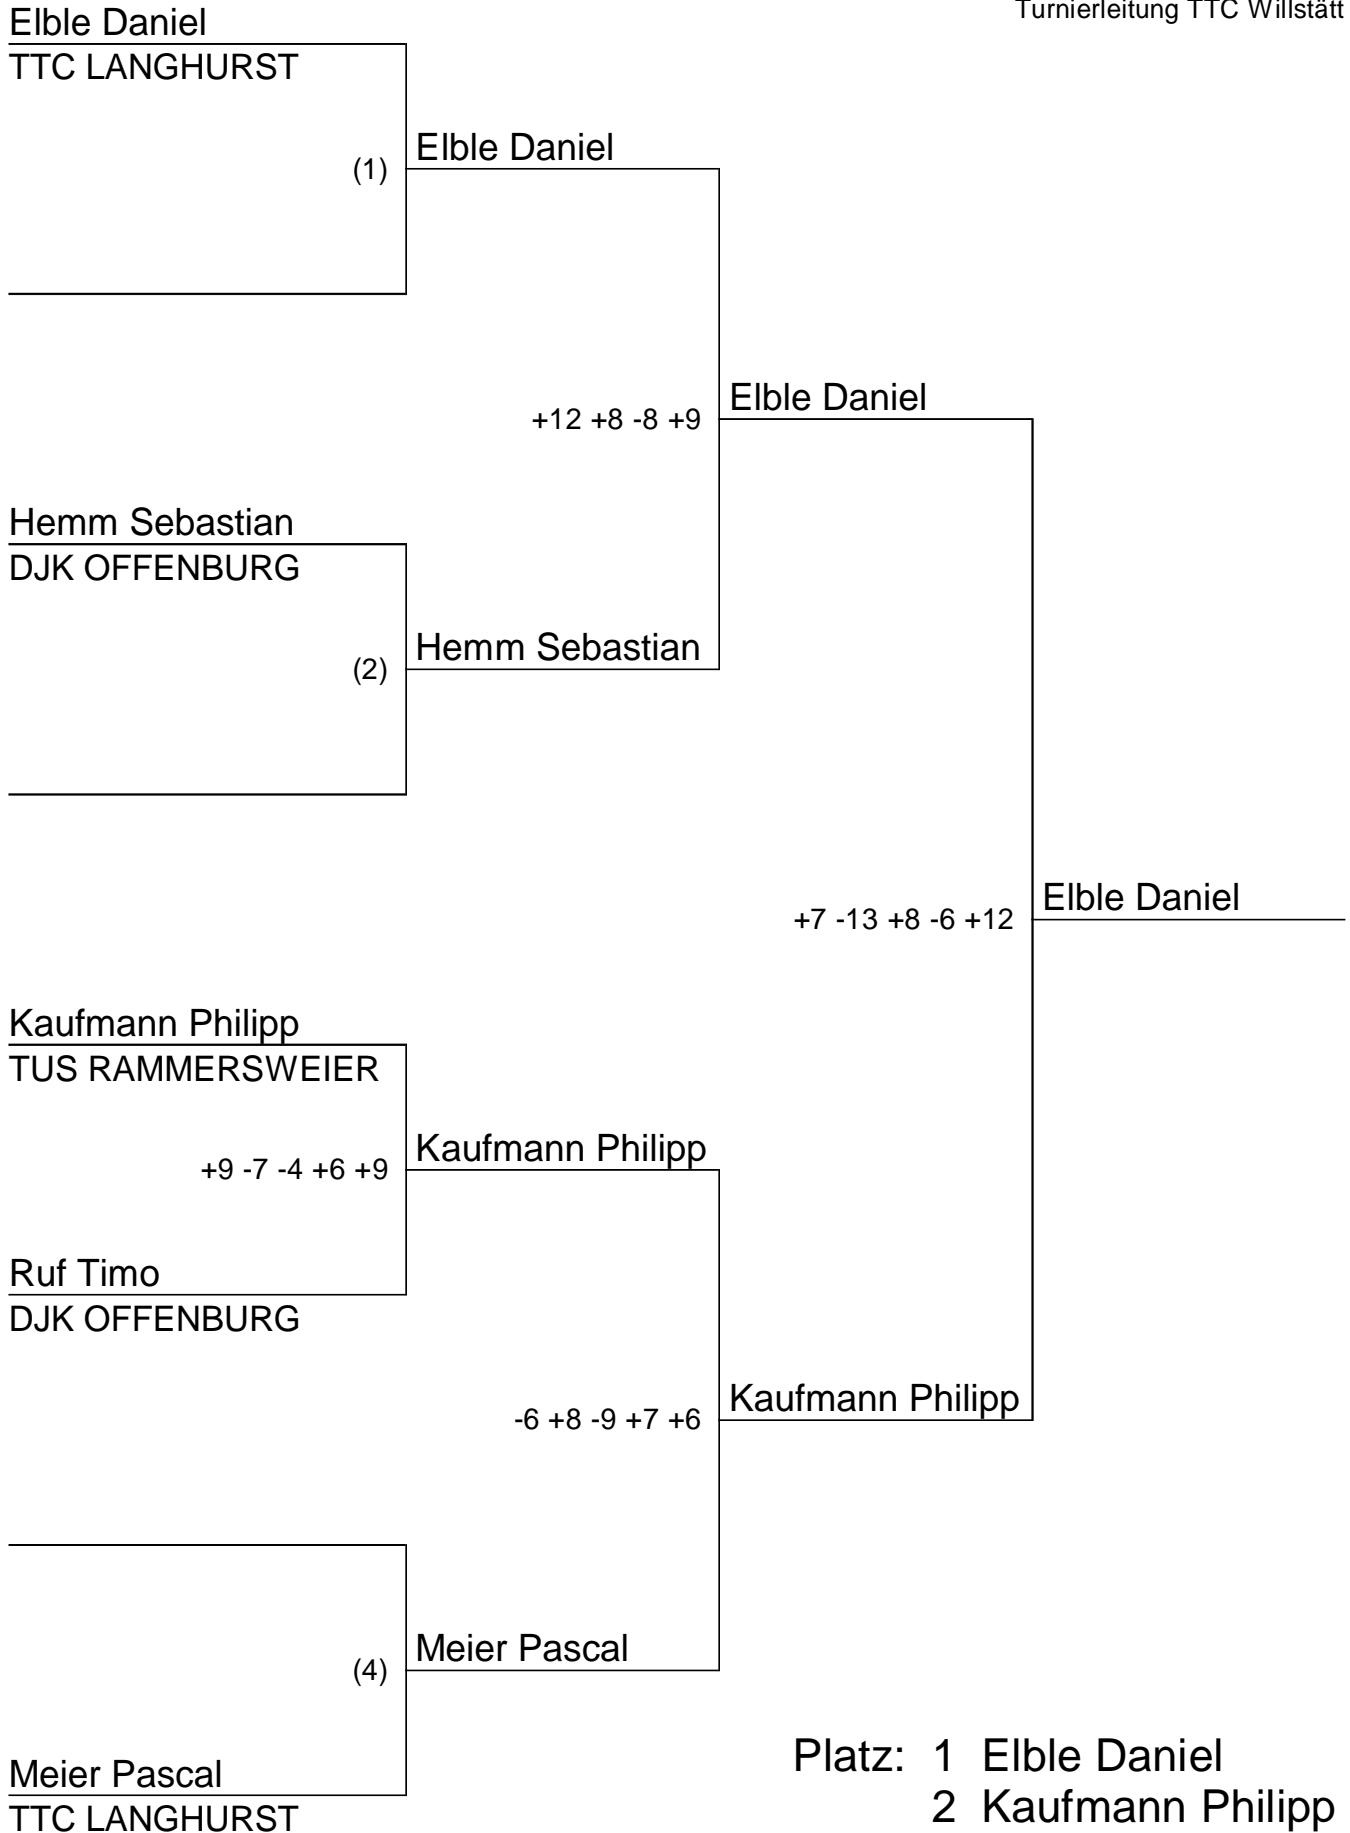 Turnierleitung TTC Willstätt
Elble Daniel
TTC LANGHURST
(1)
Elble Daniel
+12 +8 -8 +9
Elble Daniel
Hemm Sebastian
DJK OFFENBURG
(2)
Hemm Sebastian
+7 -13 +8 -6 +12
Elble Daniel
Kaufmann Philipp
TUS RAMMERSWEIER
+9 -7 -4 +6 +9
Kaufmann Philipp
Ruf Timo
DJK OFFENBURG
-6 +8 -9 +7 +6
Kaufmann Philipp
(4)
Meier Pascal
Meier Pascal
TTC LANGHURST
Platz: 1 Elble Daniel
2 Kaufmann Philipp